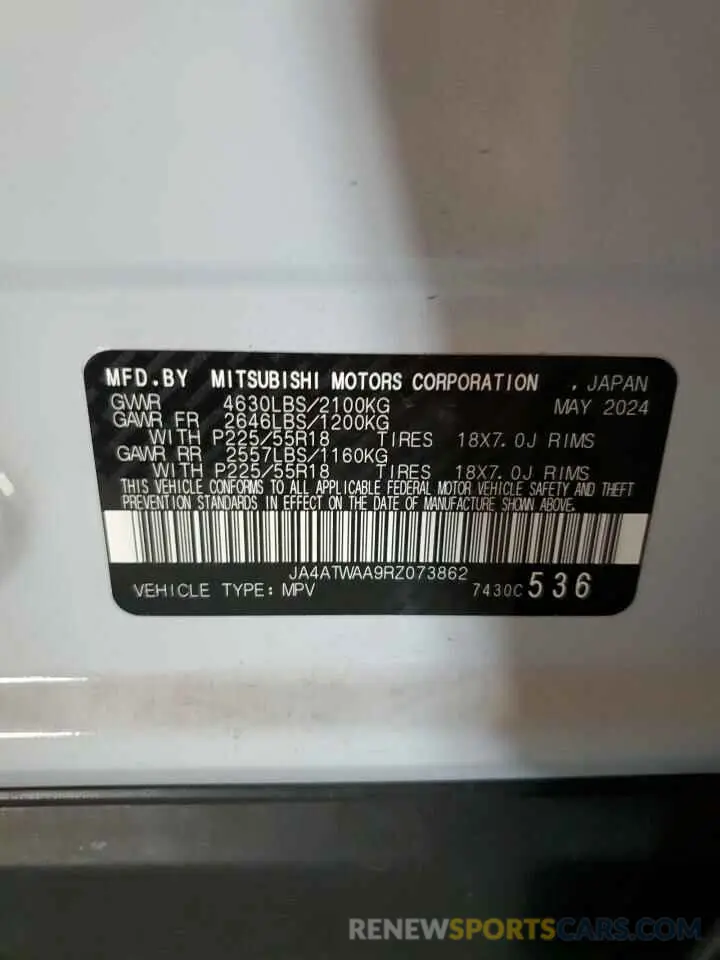 MFD.BY MITSUBISHI MOTORS CORPORATION , JAPAN
GVWR 4630LBS/2100KG MAY 2024
GAWR FR 2646LBS/1200KG
WITH P225/55R18 TIRES 18X7.0J RIMS
GAWR RR 2557LBS/1160KG
WITH P225/55R18 TIRES 18X7.0J RIMS
THIS VEHICLE CONFORMS TO ALL APPLICABLE FEDERAL MOTOR VEHICLE SAFETY AND THEFT
PREVENTION STANDARDS IN EFFECT ON THE DATE OF MANUFACTURE SHOWN ABOVE.
JA4ATWAA9RZ073862
VEHICLE TYPE: MPV 7430C 536
RENEWSPORTSCARS.COM